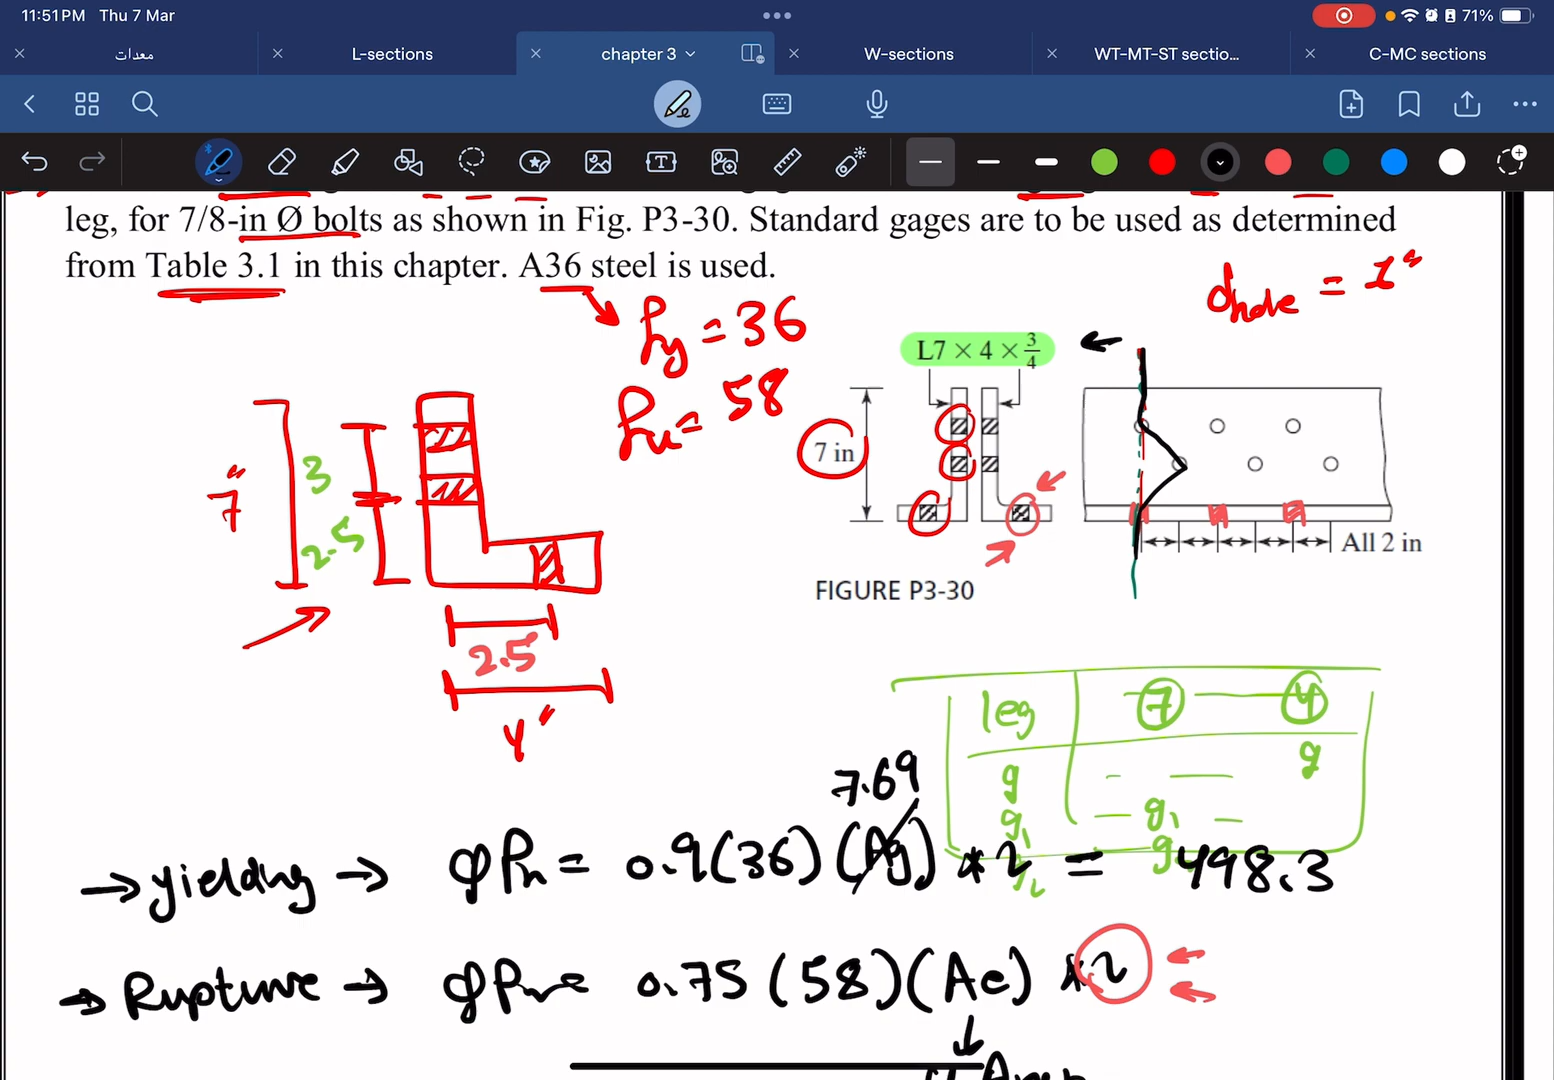 11:51 PM Thu 7 Mar
71%
معدات
L-sections
chapter 3
W-sections
WT-MT-ST sectio...
C-MC sections
leg, for 7/8-in Ø bolts as shown in Fig. P3-30. Standard gages are to be used as determined
from Table 3.1 in this chapter. A36 steel is used.
dhole = 1"
fy = 36
fu = 58
L7 × 4 × 3/4
7 in
All 2 in
FIGURE P3-30
7"
3
2.5
2.5
4"
leg 7 4
g - — g
g1 — g1 —
g2 g
7.69
→ yielding → φPn = 0.9(36)(Ag) * 2 = 498.3
→ Rupture → φPn = 0.75 (58)(Ae) * 2
↓